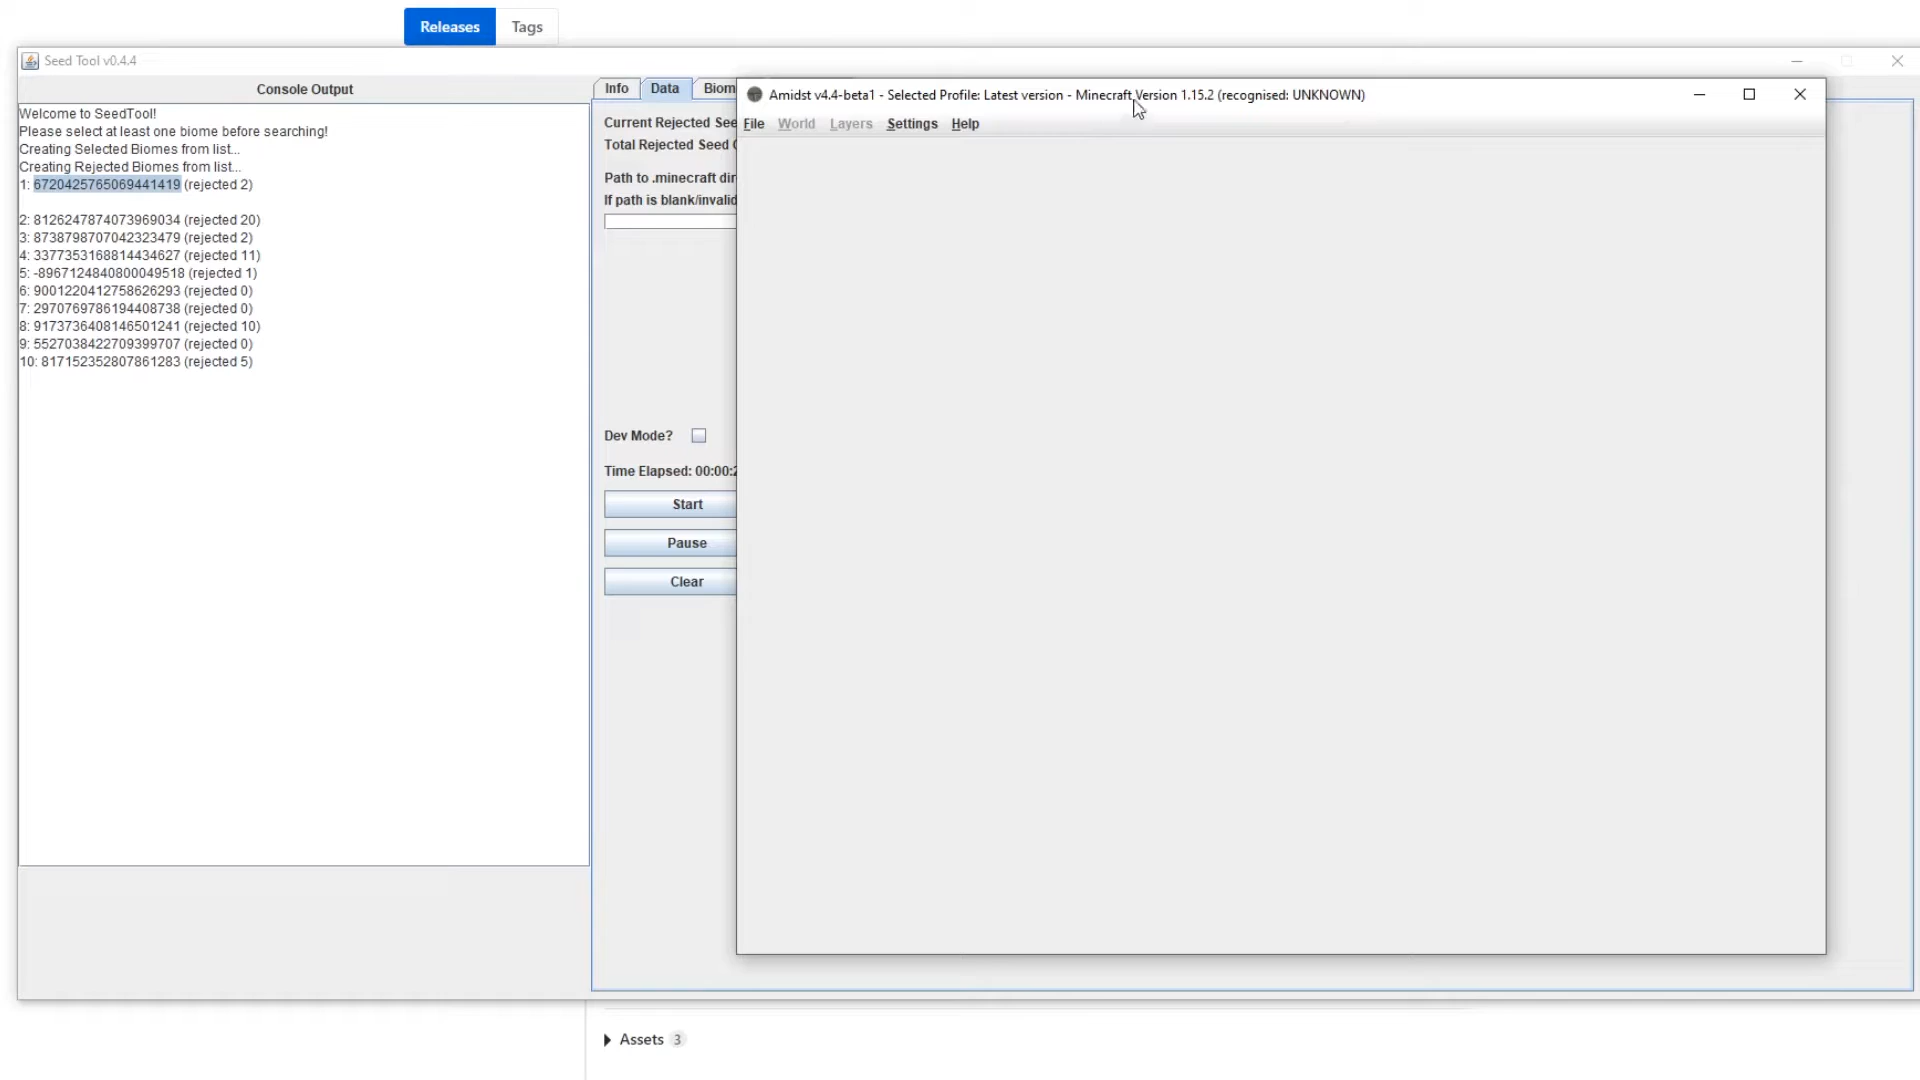 Releases
Tags
Seed Tool v0.4.4
Console Output
Welcome to SeedTool!
Please select at least one biome before searching!
Creating Selected Biomes from list...
Creating Rejected Biomes from list...
1: 6720425765069441419 (rejected 2)
2: 8126247874073969034 (rejected 20)
3: 8738798707042323479 (rejected 2)
4: 3377353168814434627 (rejected 11)
5: -8967124840800049518 (rejected 1)
6: 9001220412758626293 (rejected 0)
7: 2970769786194408738 (rejected 0)
8: 9173736408146501241 (rejected 10)
9: 5527038422709399707 (rejected 0)
10: 817152352807861283 (rejected 5)
Info
Data
Biom
Current Rejected See
Total Rejected Seed
Path to .minecraft dir
If path is blank/invalid
Dev Mode?
Time Elapsed: 00:00:2
Start
Pause
Clear
Amidst v4.4-beta1 - Selected Profile: Latest version - Minecraft Version 1.15.2 (recognised: UNKNOWN)
File World Layers Settings Help
Assets 3